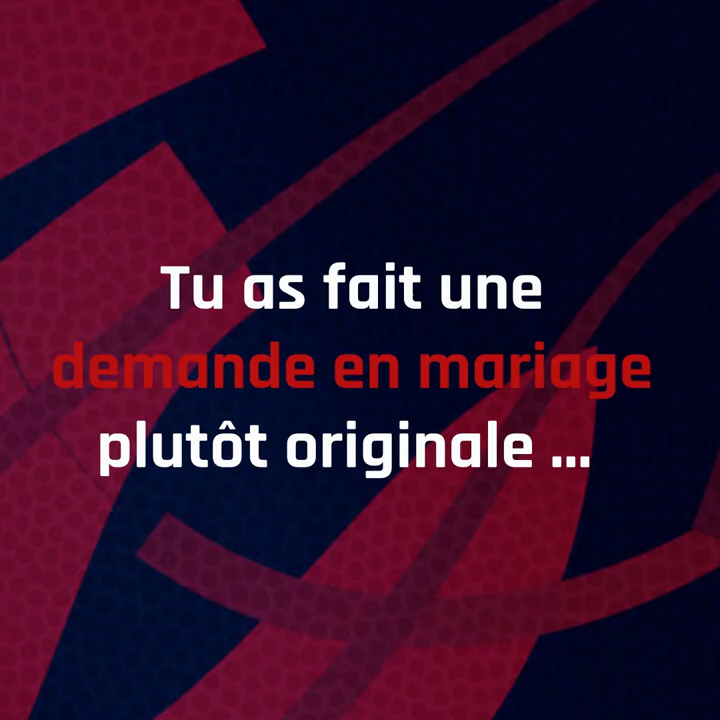 Tu as fait une
demande en mariage
plutôt originale ...